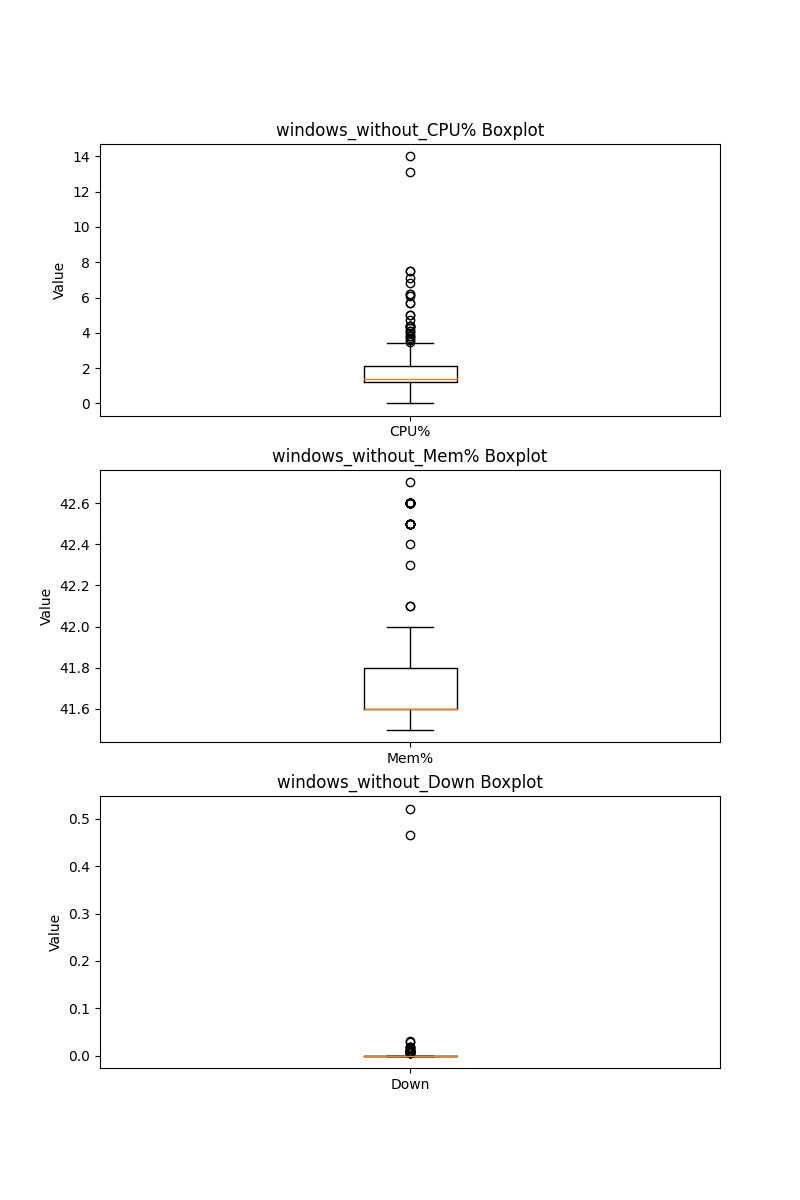 windows_without_CPU% Boxplot
14
12
10
8
6
4
2
0
Value
CPU%
windows_without_Mem% Boxplot
42.6
42.4
42.2
42.0
41.8
41.6
Value
Mem%
windows_without_Down Boxplot
0.5
0.4
0.3
0.2
0.1
0.0
Value
Down